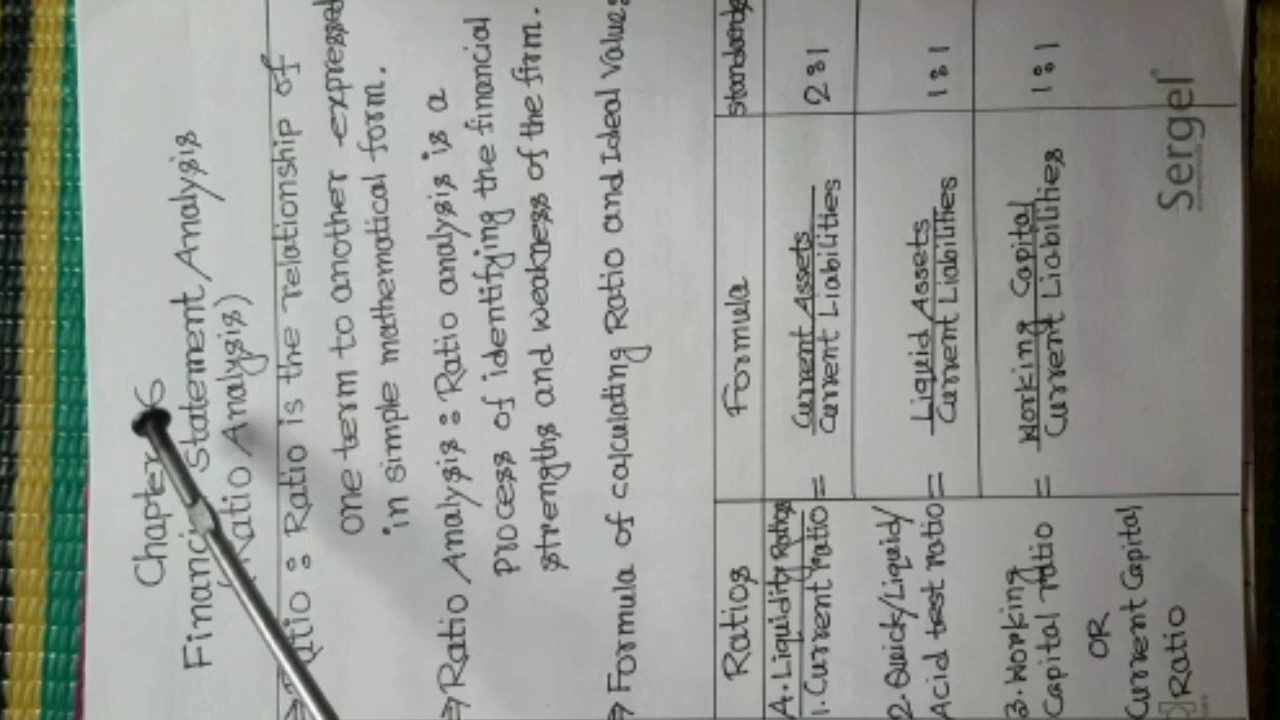 Chapter 6
Financial Statement Analysis
(Ratio Analysis)
Ratio : Ratio is the relationship of
one term to another expressed
in simple mathematical form.
⇒ Ratio Analysis : Ratio analysis is a
process of identifying the financial
strengths and weakness of the firm.
⇒ Formula of calculating Ratio and Ideal Values
Ratios Formula Standards
A. Liquidity Ratios
1. Current ratio = Current Assets / Current Liabilities 2:1
2. Quick/Liquid/
Acid test ratio = Liquid Assets / Current Liabilities 1:1
3. Working
Capital ratio = Working Capital / Current Liabilities 1:1
OR
Current Capital
Ratio
Sergel